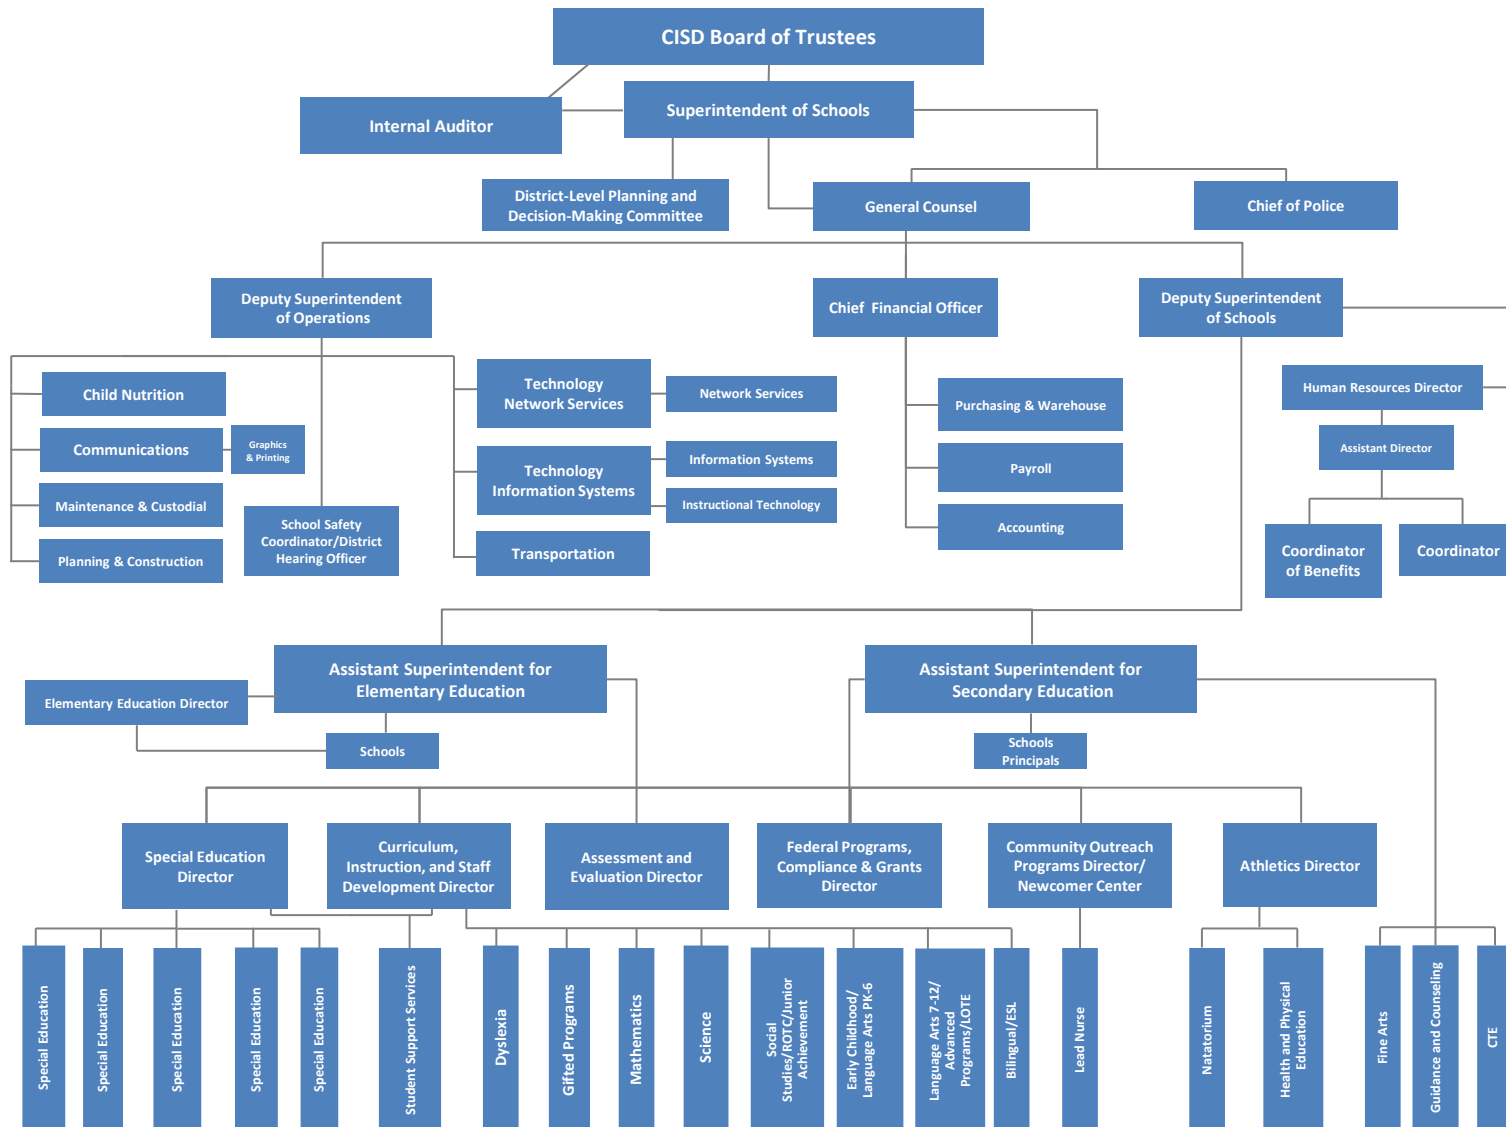 CISD Board of Trustees
Superintendent of Schools
Internal Auditor
District-Level Planning and
Decision-Making Committee
General Counsel
Chief of Police
Deputy Superintendent
of Operations
Chief Financial Officer
Deputy Superintendent
of Schools
Child Nutrition
Communications
Graphics
& Printing
Maintenance & Custodial
Planning & Construction
School Safety
Coordinator/District
Hearing Officer
Technology
Network Services
Network Services
Technology
Information Systems
Information Systems
Instructional Technology
Transportation
Purchasing & Warehouse
Payroll
Accounting
Human Resources Director
Assistant Director
Coordinator
of Benefits
Coordinator
Assistant Superintendent for
Elementary Education
Assistant Superintendent for
Secondary Education
Elementary Education Director
Schools
Schools
Principals
Special Education
Director
Curriculum,
Instruction, and Staff
Development Director
Assessment and
Evaluation Director
Federal Programs,
Compliance & Grants
Director
Community Outreach
Programs Director/
Newcomer Center
Athletics Director
Special Education
Special Education
Special Education
Special Education
Special Education
Student Support Services
Dyslexia
Gifted Programs
Mathematics
Science
Social
Studies/ROTC/Junior
Achievement
Early Childhood/
Language Arts PK-6
Language Arts 7-12/
Advanced
Programs/LOTE
Bilingual/ESL
Lead Nurse
Natatorium
Health and Physical
Education
Fine Arts
Guidance and Counseling
CTE